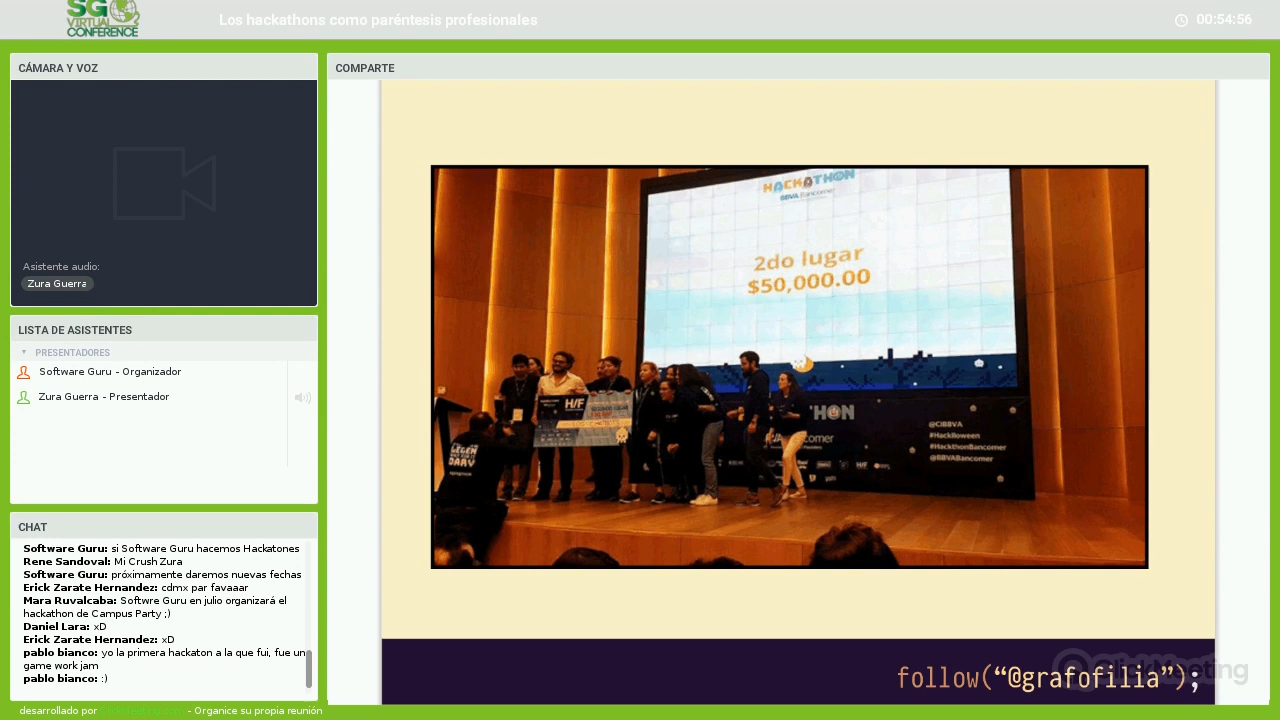 SG
VIRTUAL
CONFERENCE
Los hackathons como paréntesis profesionales
00:54:56
CÁMARA Y VOZ
Asistente audio:
Zura Guerra
LISTA DE ASISTENTES
PRESENTADORES
Software Guru - Organizador
Zura Guerra - Presentador
CHAT
Software Guru: si Software Guru hacemos Hackatones
Rene Sandoval: Mi Crush Zura
Software Guru: próximamente daremos nuevas fechas
Erick Zarate Hernandez: cdmx par favaaar
Mara Ruvalcaba: Softwre Guru en julio organizará el
hackathon de Campus Party ;)
Daniel Lara: xD
Erick Zarate Hernandez: xD
pablo bianco: yo la primera hackaton a la que fui, fue un
game work jam
pablo bianco: :)
desarrollado por
- Organice su propia reunión
COMPARTE
HACKATHON
BBVA Bancomer
2do lugar
$50,000.00
H/F
THON
@CIBBVA
#Hacklloween
#HackthonBancomer
@BBVABancomer
follow("@grafofilia");
ClickMeeting